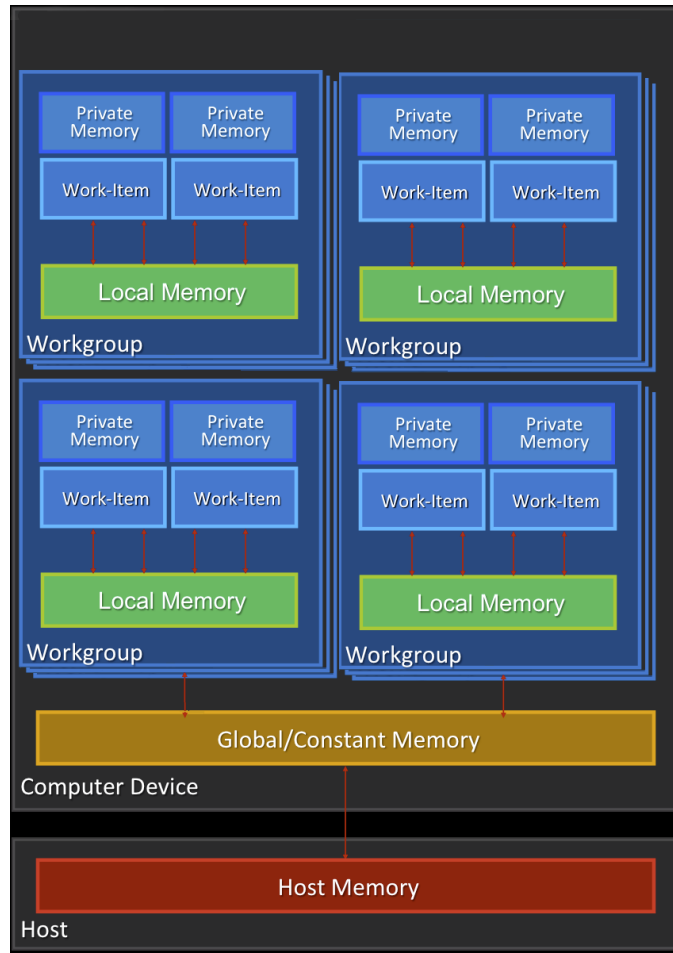 Private Memory
Private Memory
Work-Item
Work-Item
Local Memory
Workgroup
Private Memory
Private Memory
Work-Item
Work-Item
Local Memory
Workgroup
Private Memory
Private Memory
Work-Item
Work-Item
Local Memory
Workgroup
Private Memory
Private Memory
Work-Item
Work-Item
Local Memory
Workgroup
Global/Constant Memory
Computer Device
Host Memory
Host